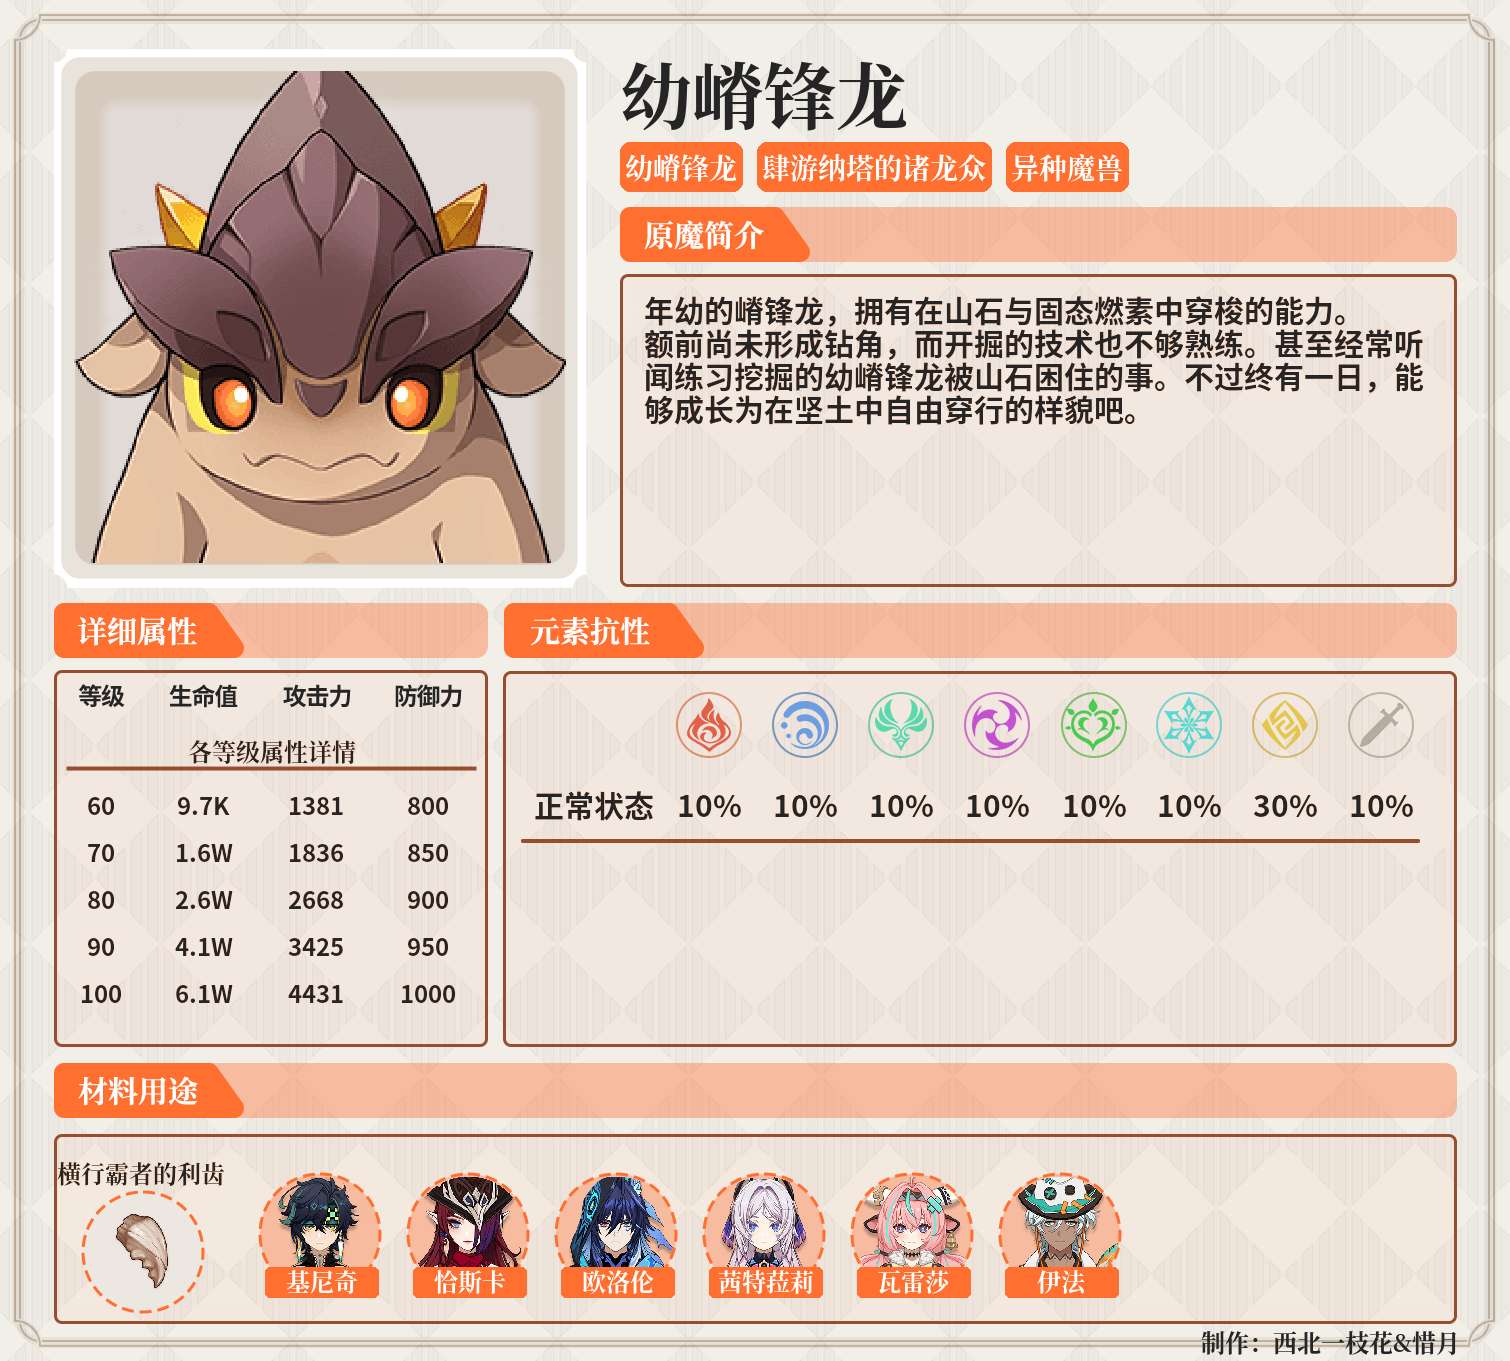 幼嵴锋龙
幼嵴锋龙 肆游纳塔的诸龙众 异种魔兽
原魔简介
年幼的嵴锋龙，拥有在山石与固态燃素中穿梭的能力。
额前尚未形成钻角，而开掘的技术也不够熟练。甚至经常听
闻练习挖掘的幼嵴锋龙被山石困住的事。不过终有一日，能
够成长为在坚土中自由穿行的样貌吧。
详细属性
等级 生命值 攻击力 防御力
各等级属性详情
60 9.7K 1381 800
70 1.6W 1836 850
80 2.6W 2668 900
90 4.1W 3425 950
100 6.1W 4431 1000
元素抗性
正常状态 10% 10% 10% 10% 10% 10% 30% 10%
材料用途
横行霸者的利齿
基尼奇 恰斯卡 欧洛伦 茜特菈莉 瓦雷莎 伊法
制作：西北一枝花&惜月